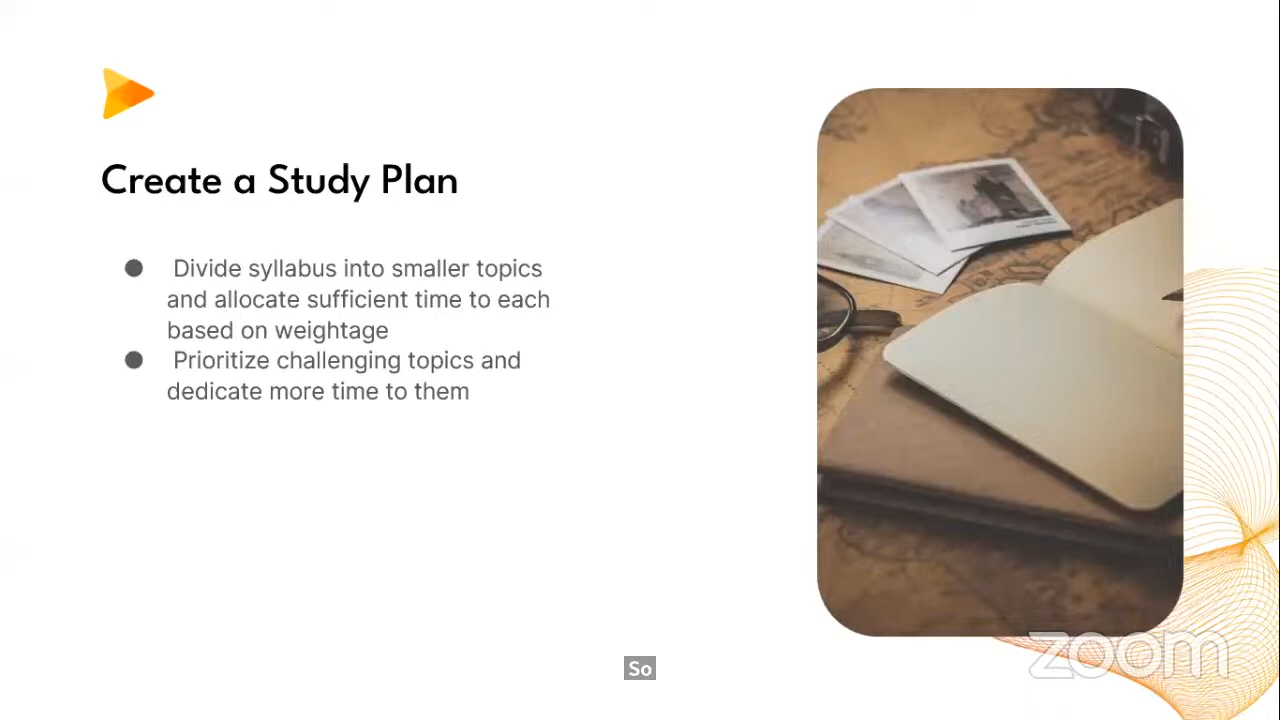 Create a Study Plan
● Divide syllabus into smaller topics
and allocate sufficient time to each
based on weightage
● Prioritize challenging topics and
dedicate more time to them
zoom
So